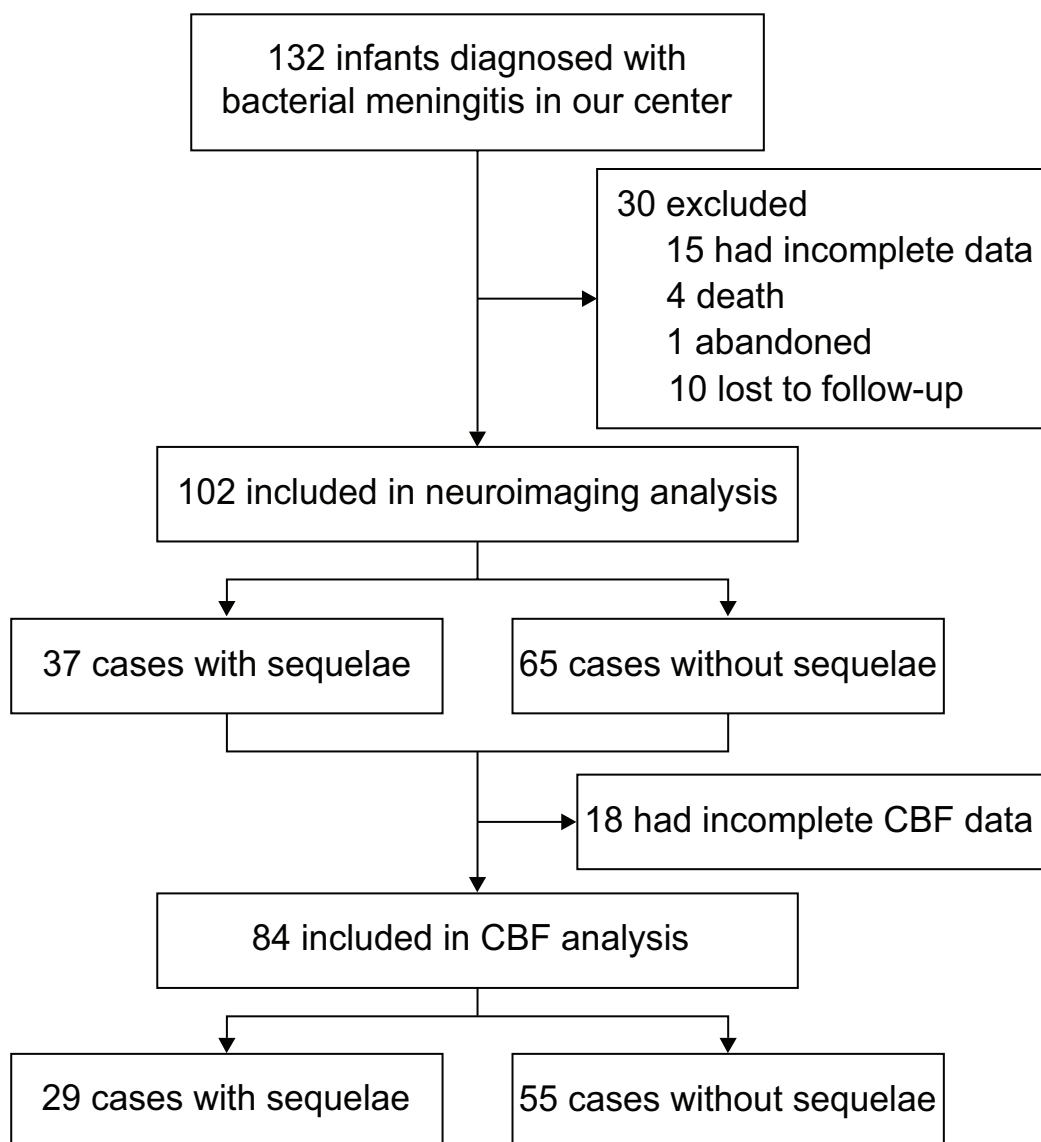 132 infants diagnosed with
bacterial meningitis in our center
30 excluded
15 had incomplete data
4 death
1 abandoned
10 lost to follow-up
102 included in neuroimaging analysis
37 cases with sequelae
65 cases without sequelae
18 had incomplete CBF data
84 included in CBF analysis
29 cases with sequelae
55 cases without sequelae